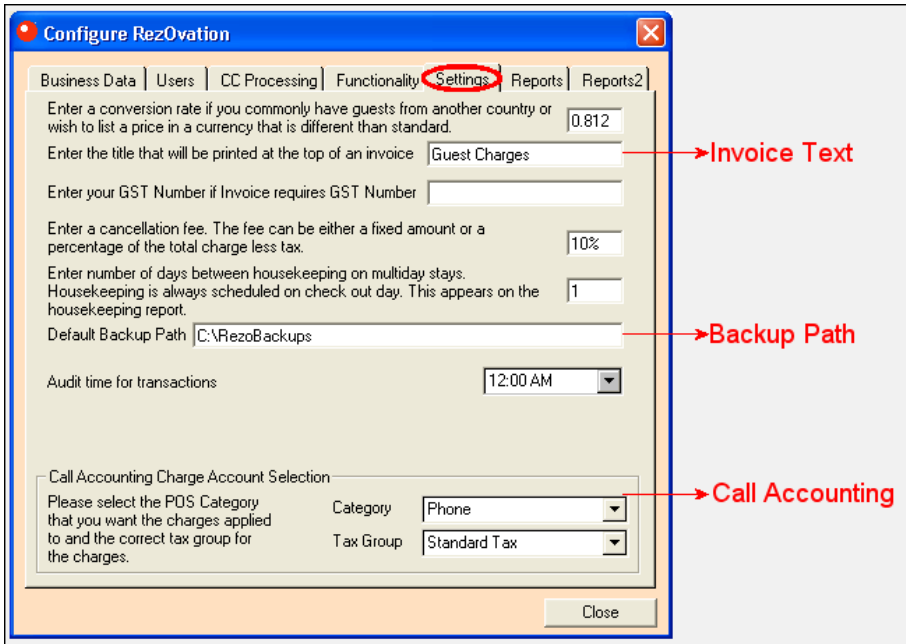 Configure RezOvation
Business Data Users CC Processing Functionality Settings Reports Reports2
Enter a conversion rate if you commonly have guests from another country or
wish to list a price in a currency that is different than standard.
0.812
Enter the title that will be printed at the top of an invoice Guest Charges
Invoice Text
Enter your GST Number if Invoice requires GST Number
Enter a cancellation fee. The fee can be either a fixed amount or a
percentage of the total charge less tax.
10%
Enter number of days between housekeeping on multiday stays.
Housekeeping is always scheduled on check out day. This appears on the
housekeeping report.
1
Default Backup Path C:\RezoBackups
Backup Path
Audit time for transactions 12:00 AM
Call Accounting Charge Account Selection
Please select the POS Category
that you want the charges applied
to and the correct tax group for
the charges.
Category Phone
Tax Group Standard Tax
Call Accounting
Close